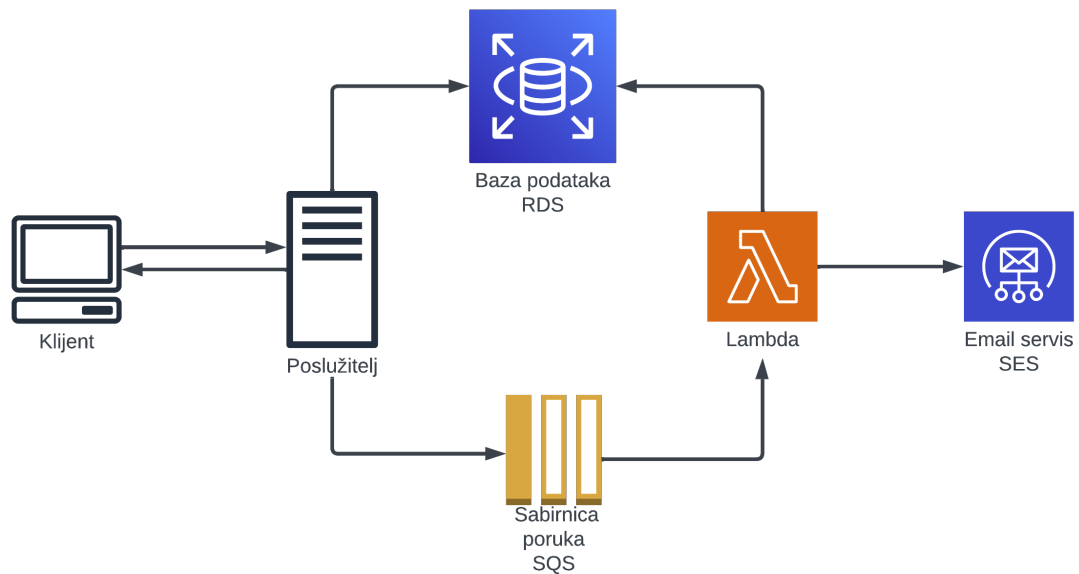 Baza podataka
RDS
Klijent
Poslužitelj
Lambda
Email servis
SES
Sabirnica
poruka
SQS